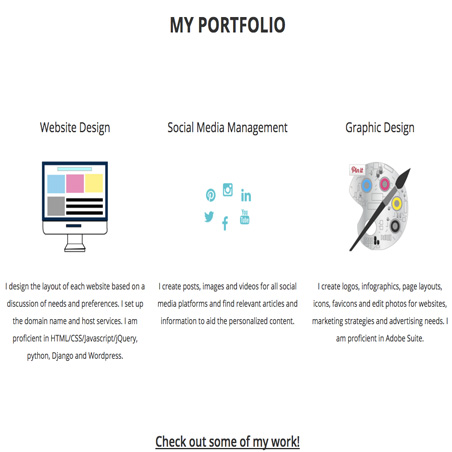 MY PORTFOLIO
Website Design
Social Media Management
Graphic Design
Pin it
You
Tube
I design the layout of each website based on a
discussion of needs and preferences. I set up
the domain name and host services. I am
proficient in HTML/CSS/Javascript/jQuery,
python, Django and Wordpress.
I create posts, images and videos for all social
media platforms and find relevant articles and
information to aid the personalized content.
I create logos, infographics, page layouts,
icons, favicons and edit photos for websites,
marketing strategies and advertising needs. I
am proficient in Adobe Suite.
Check out some of my work!